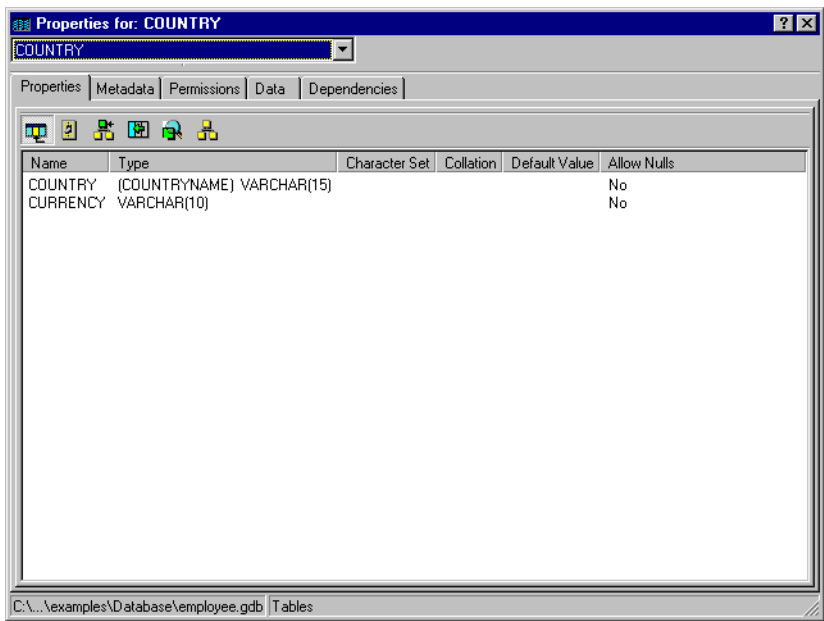 Properties for: COUNTRY
COUNTRY
Properties Metadata Permissions Data Dependencies
Name Type Character Set Collation Default Value Allow Nulls
COUNTRY (COUNTRYNAME) VARCHAR(15) No
CURRENCY VARCHAR(10) No
C:\...\examples\Database\employee.gdb Tables